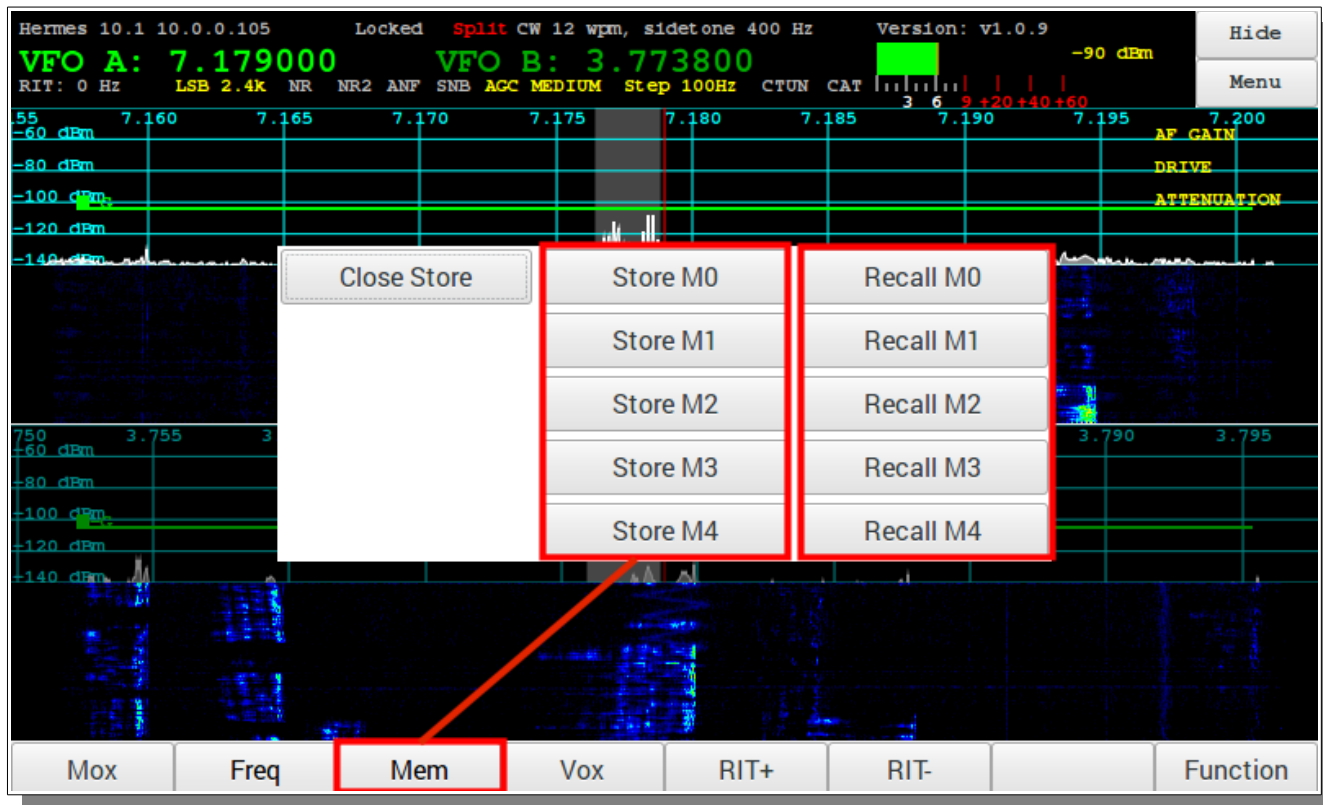 Hermes 10.1 10.0.0.105 Locked Split CW 12 wpm, sidetone 400 Hz Version: v1.0.9
Hide
VFO A: 7.179000 VFO B: 3.773800 -90 dBm
RIT: 0 Hz LSB 2.4k NR NR2 ANF SNB AGC MEDIUM Step 100Hz CTUN CAT
Menu
3 6 9 +20 +40 +60
55 7.160 7.165 7.170 7.175 7.180 7.185 7.190 7.195 7.200
-60 dBm AF GAIN
-80 dBm DRIVE
-100 dBm ATTENUATION
-120 dBm
-140 dBm
Close Store Store M0 Recall M0
Store M1 Recall M1
Store M2 Recall M2
Store M3 Recall M3
Store M4 Recall M4
750 3.755 3 3.790 3.795
-60 dBm
-80 dBm
-100 dBm
-120 dBm
-140 dBm
Mox Freq Mem Vox RIT+ RIT- Function